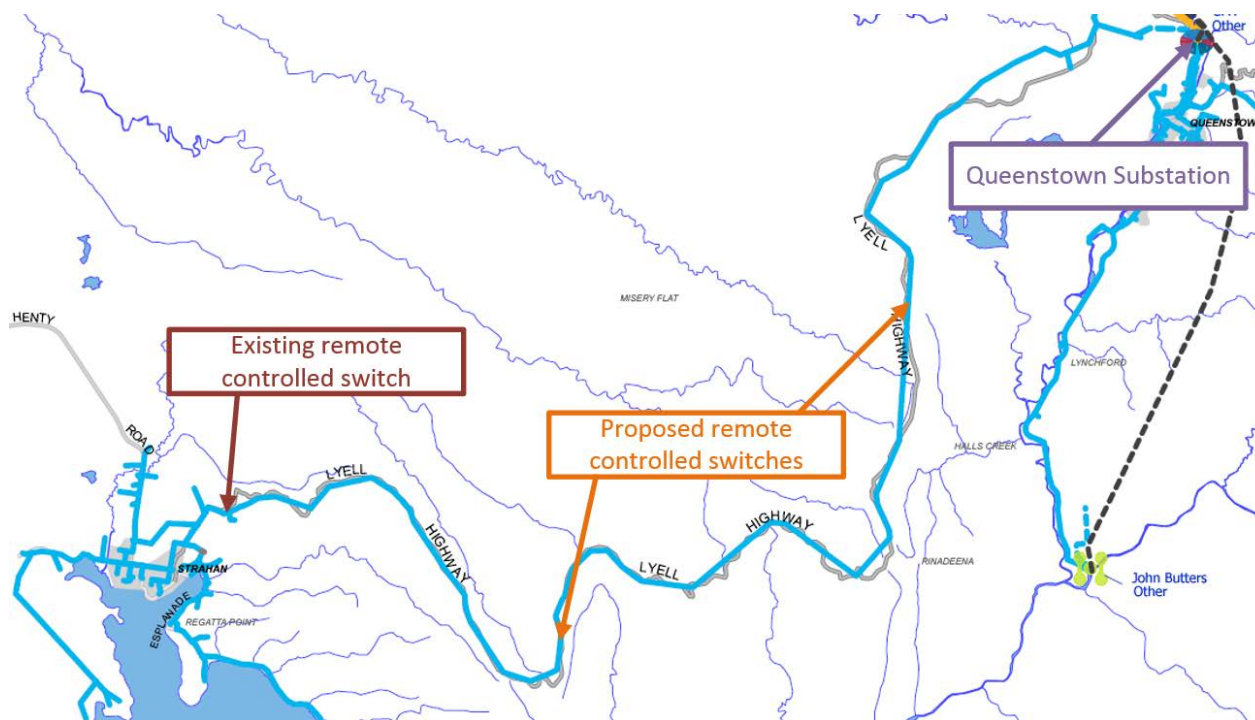 Other
QUEENSTOW
Queenstown Substation
LYELL
MISERY FLAT
HENTY
HIGHWAY
Existing remote
controlled switch
LYNCHFORD
Proposed remote
controlled switches
ROAD
HALLS CREEK
LYELL
HIGHWAY
HIGHWAY
LYELL
RINADEENA
STRAHAN
John Butters
Other
ESPLANADE
REGATTA POINT